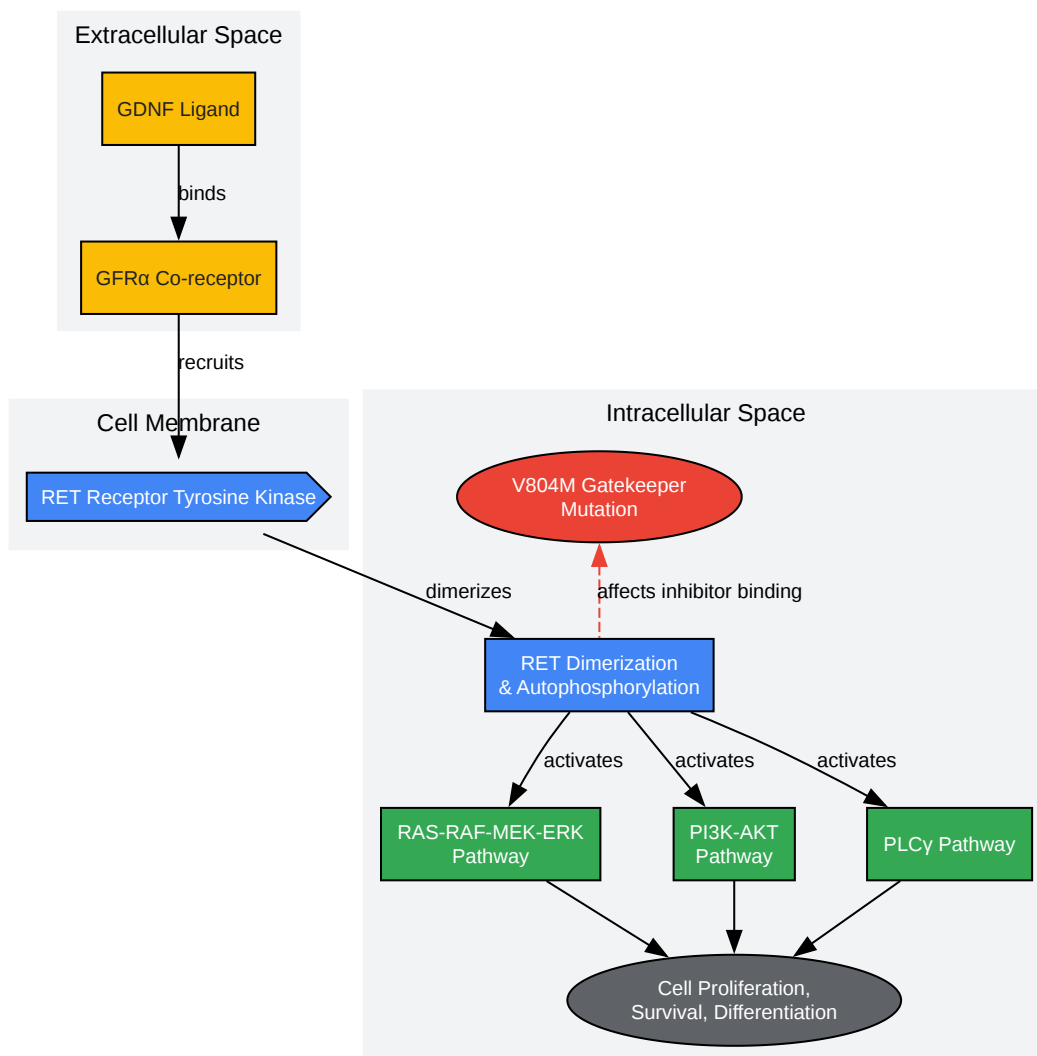 Extracellular Space
GDNF Ligand
binds
GFRα Co-receptor
recruits
Cell Membrane
RET Receptor Tyrosine Kinase
Intracellular Space
V804M Gatekeeper
Mutation
dimerizes
affects inhibitor binding
RET Dimerization
& Autophosphorylation
activates
activates
activates
RAS-RAF-MEK-ERK
Pathway
PI3K-AKT
Pathway
PLCγ Pathway
Cell Proliferation,
Survival, Differentiation